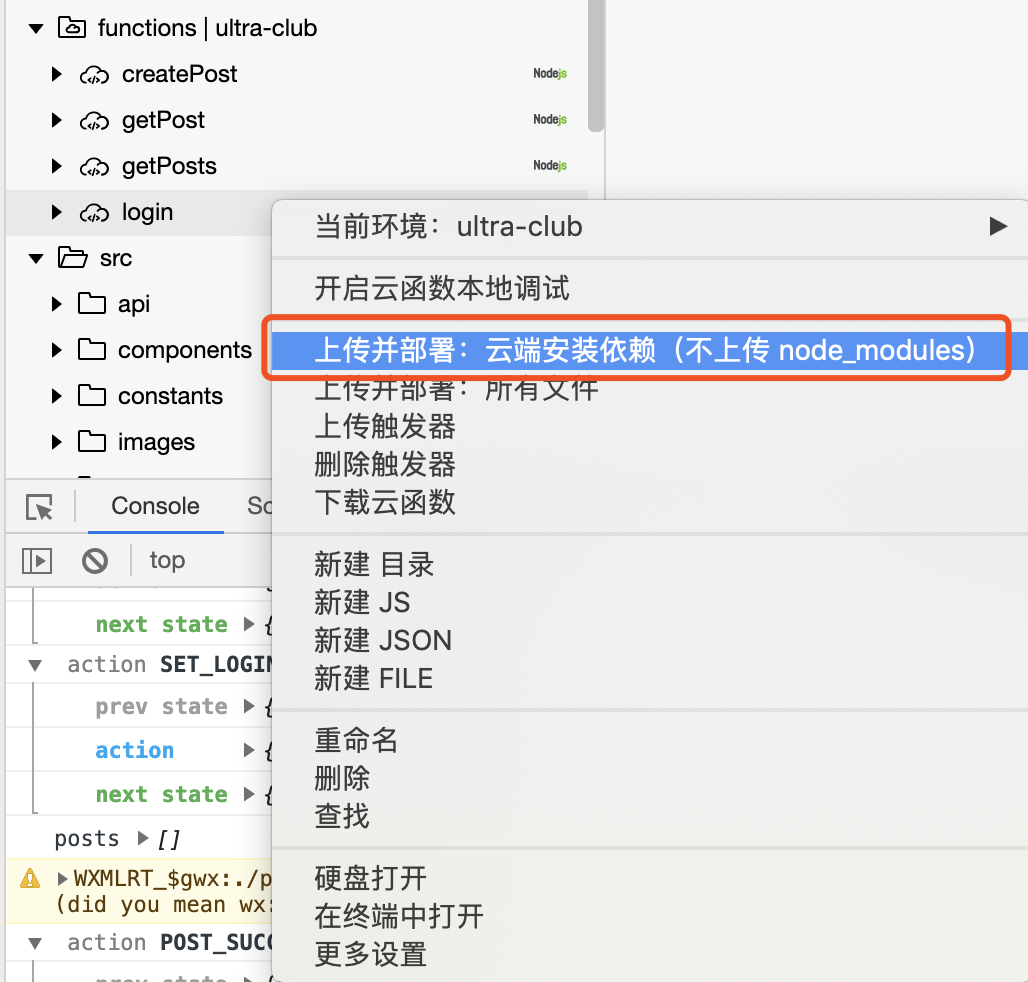 functions | ultra-club
createPost Nodejs
getPost Nodejs
getPosts Nodejs
login
src
api
components
constants
images
当前环境：ultra-club
开启云函数本地调试
上传并部署：云端安装依赖（不上传 node_modules）
上传并部署：所有文件
上传触发器
删除触发器
下载云函数
新建 目录
新建 JS
新建 JSON
新建 FILE
重命名
删除
查找
硬盘打开
在终端中打开
更多设置
Console
top
next state {
action SET_LOGIN
prev state {
action {
next state {
posts []
WXMLRT_$gwx:./p
(did you mean wx:
action POST_SUCC
prev state